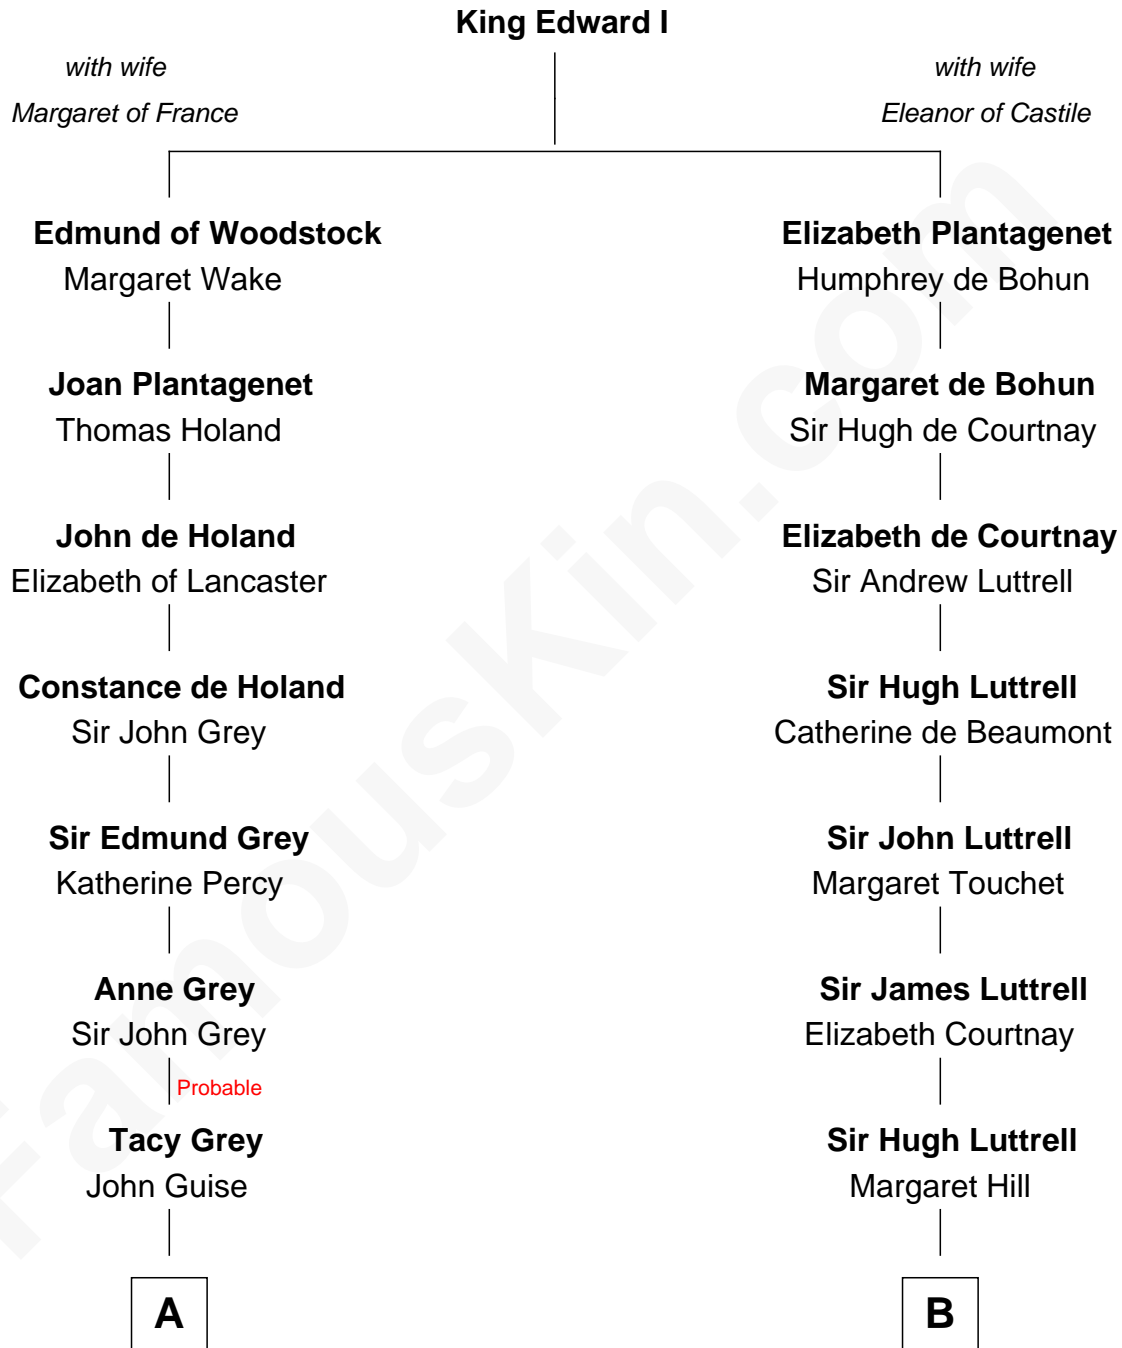 King Edward I
with wife
Margaret of France
with wife
Eleanor of Castile
Edmund of Woodstock
Margaret Wake
Elizabeth Plantagenet
Humphrey de Bohun
Joan Plantagenet
Thomas Holand
Margaret de Bohun
Sir Hugh de Courtnay
John de Holand
Elizabeth of Lancaster
Elizabeth de Courtnay
Sir Andrew Luttrell
Constance de Holand
Sir John Grey
Sir Hugh Luttrell
Catherine de Beaumont
Sir Edmund Grey
Katherine Percy
Sir John Luttrell
Margaret Touchet
Anne Grey
Sir John Grey
Sir James Luttrell
Elizabeth Courtnay
Probable
Tacy Grey
John Guise
Sir Hugh Luttrell
Margaret Hill
A
B
FamousKin.com